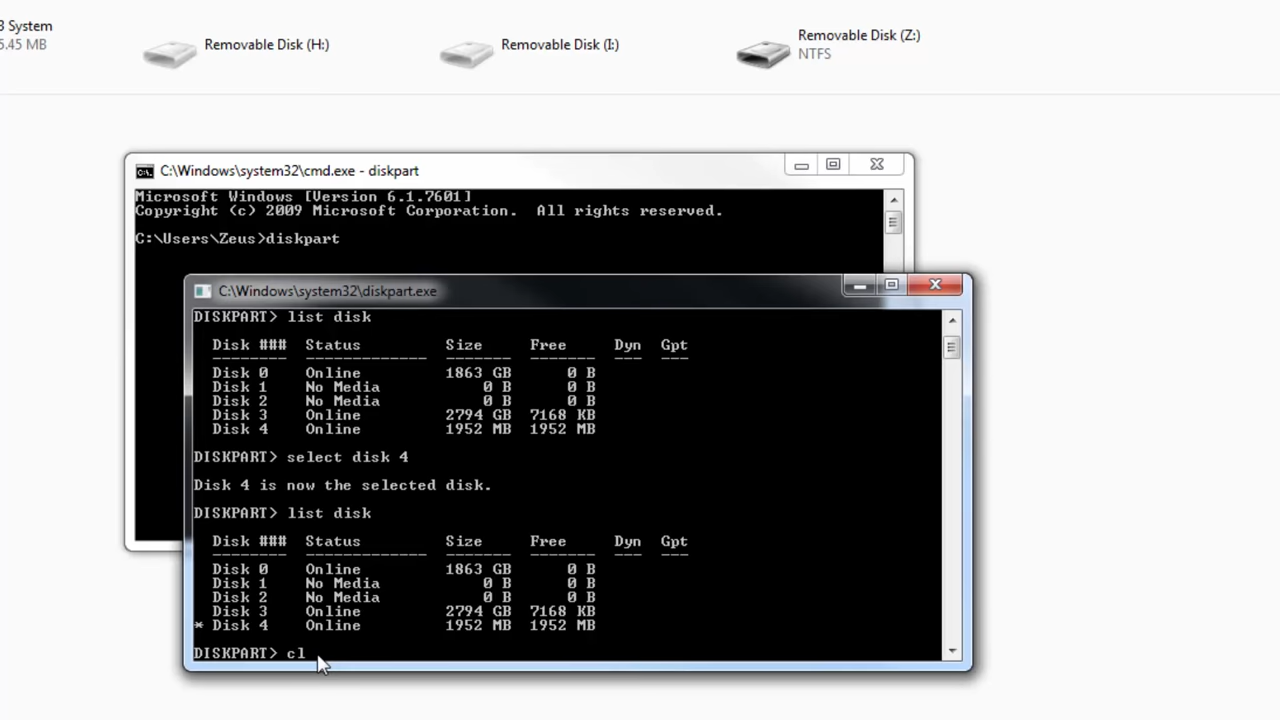 3 System
5.45 MB
Removable Disk (H:)
Removable Disk (I:)
Removable Disk (Z:)
NTFS
C:\Windows\system32\cmd.exe - diskpart
Microsoft Windows [Version 6.1.7601]
Copyright (c) 2009 Microsoft Corporation.  All rights reserved.
C:\Users\Zeus>diskpart
C:\Windows\system32\diskpart.exe
DISKPART> list disk
Disk ###  Status         Size     Free     Dyn  Gpt
--------  -------------  -------  -------  ---  ---
Disk 0    Online         1863 GB      0 B
Disk 1    No Media          0 B      0 B
Disk 2    No Media          0 B      0 B
Disk 3    Online         2794 GB  7168 KB
Disk 4    Online         1952 MB  1952 MB
DISKPART> select disk 4
Disk 4 is now the selected disk.
DISKPART> list disk
Disk ###  Status         Size     Free     Dyn  Gpt
--------  -------------  -------  -------  ---  ---
Disk 0    Online         1863 GB      0 B
Disk 1    No Media          0 B      0 B
Disk 2    No Media          0 B      0 B
Disk 3    Online         2794 GB  7168 KB
* Disk 4    Online         1952 MB  1952 MB
DISKPART> cl